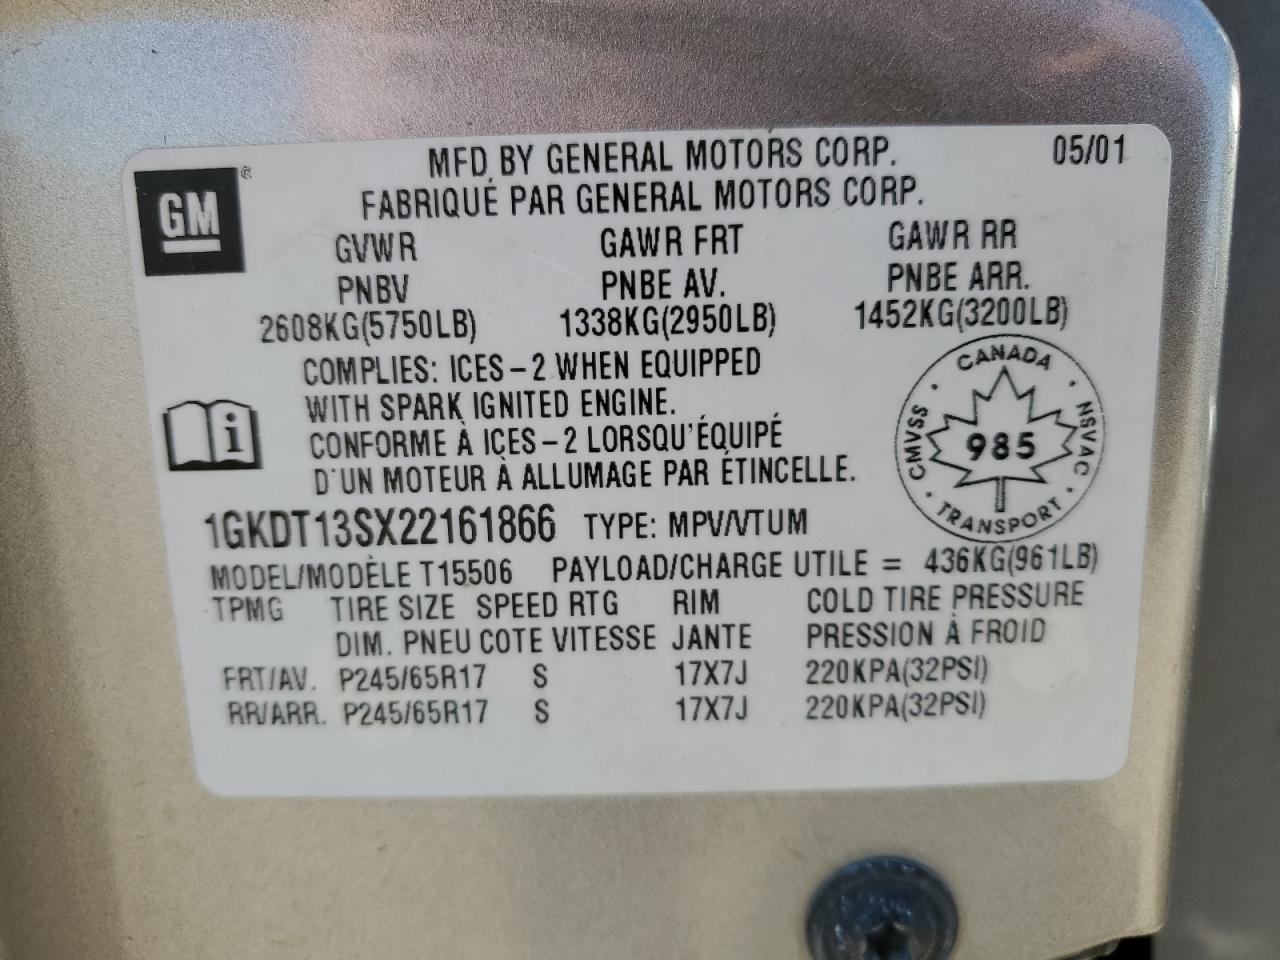 GM ®
MFD. BY GENERAL MOTORS CORP. 05/01
FABRIQUÉ PAR GENERAL MOTORS CORP.
GVWR GAWR FRT GAWR RR
PNBV PNBE AV. PNBE ARR.
2608KG(5750LB) 1338KG(2950LB) 1452KG(3200LB)
COMPLIES: ICES-2 WHEN EQUIPPED
WITH SPARK IGNITED ENGINE.
CONFORME À ICES-2 LORSQU'ÉQUIPÉ
D'UN MOTEUR À ALLUMAGE PAR ÉTINCELLE.
i
CANADA
CMVSS 985 NSVAC
TRANSPORT
1GKDT13SX22161866 TYPE: MPV/VTUM
MODEL/MODÈLE T15506 PAYLOAD/CHARGE UTILE = 436KG(961LB)
TPMG TIRE SIZE SPEED RTG RIM COLD TIRE PRESSURE
DIM. PNEU COTE VITESSE JANTE PRESSION À FROID
FRT/AV. P245/65R17 S 17X7J 220KPA(32PSI)
RR/ARR. P245/65R17 S 17X7J 220KPA(32PSI)